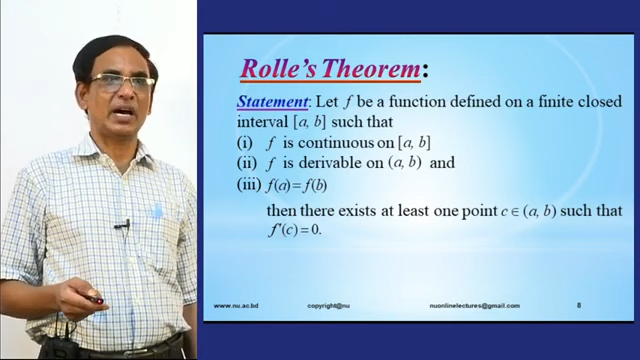 Rolle's Theorem:
Statement: Let f be a function defined on a finite closed
interval [a, b] such that
(i) f is continuous on [a, b]
(ii) f is derivable on (a, b) and
(iii) f(a)=f(b)
then there exists at least one point c∈(a, b) such that
f′(c)=0.
www.nu.ac.bd copyright@nu nuonlinelectures@gmail.com 8